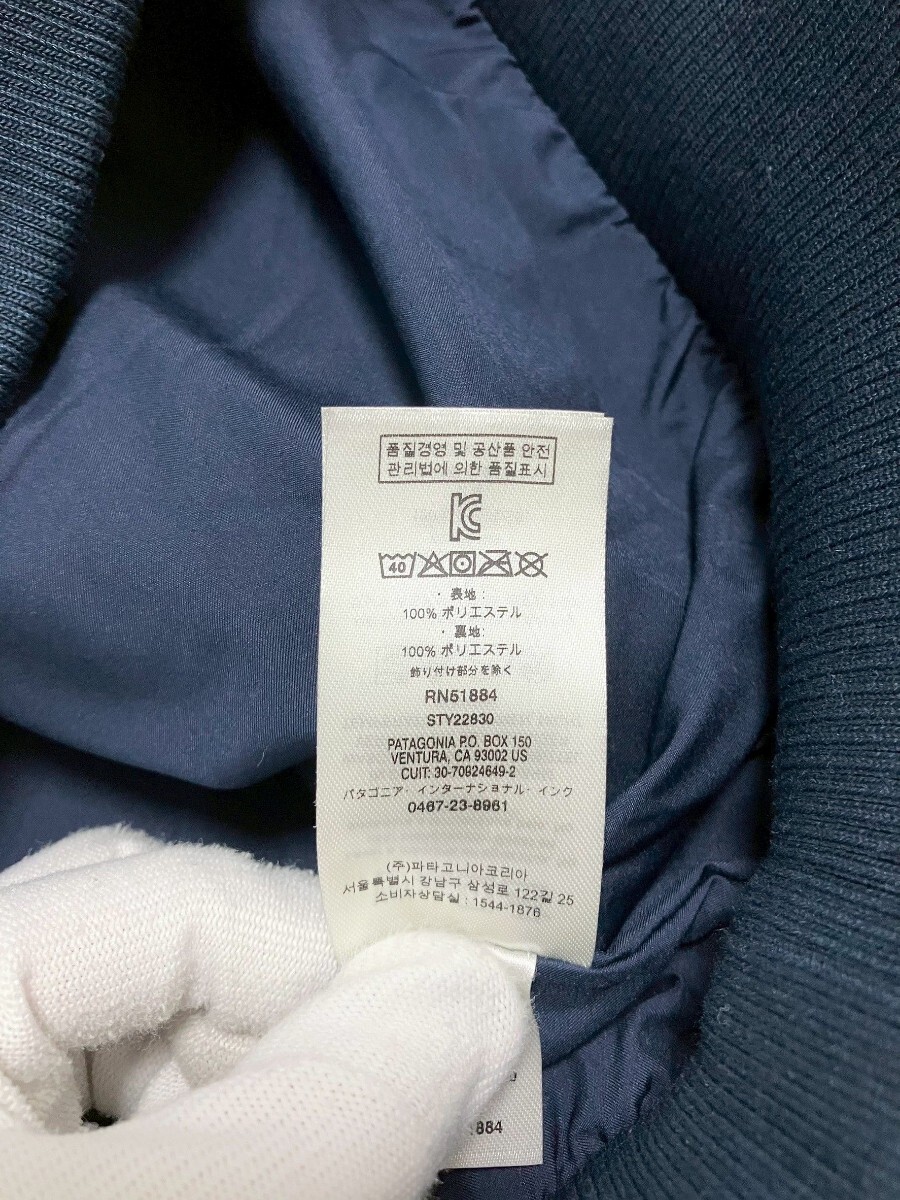 품질경영 및 공산품 안전
관리법에 의한 품질표시
40
・表地:
100% ポリエステル
・裏地:
100% ポリエステル
飾り付け部分を除く
RN51884
STY22830
PATAGONIA P.O. BOX 150
VENTURA, CA 93002 US
CUIT: 30-70924649-2
パタゴニア・インターナショナル・インク
0467-23-8961
(주)파타고니아코리아
서울특별시 강남구 삼성로 122길 25
소비자상담실 : 1544-1876
884